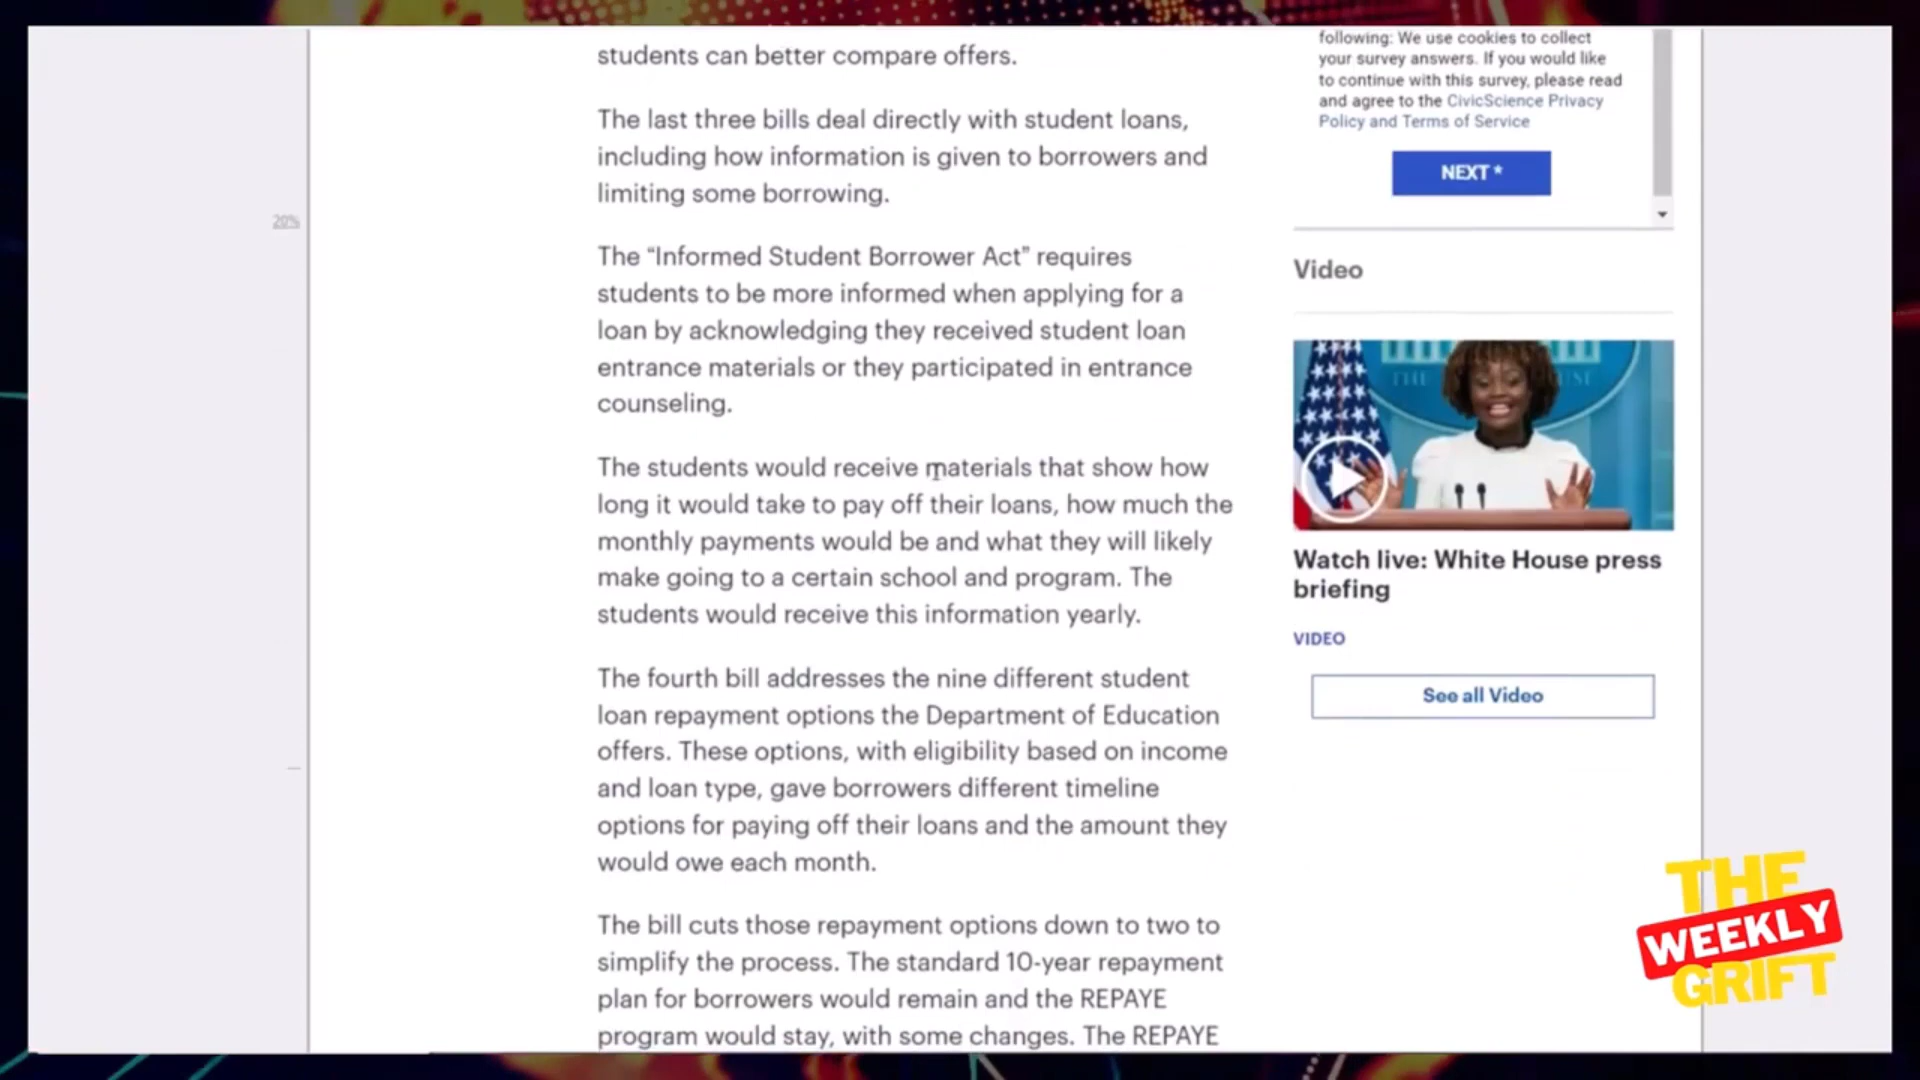 students can better compare offers.
The last three bills deal directly with student loans,
including how information is given to borrowers and
limiting some borrowing.
The “Informed Student Borrower Act” requires
students to be more informed when applying for a
loan by acknowledging they received student loan
entrance materials or they participated in entrance
counseling.
The students would receive materials that show how
long it would take to pay off their loans, how much the
monthly payments would be and what they will likely
make going to a certain school and program. The
students would receive this information yearly.
The fourth bill addresses the nine different student
loan repayment options the Department of Education
offers. These options, with eligibility based on income
and loan type, gave borrowers different timeline
options for paying off their loans and the amount they
would owe each month.
The bill cuts those repayment options down to two to
simplify the process. The standard 10-year repayment
plan for borrowers would remain and the REPAYE
program would stay, with some changes. The REPAYE
20%
following: We use cookies to collect
your survey answers. If you would like
to continue with this survey, please read
and agree to the CivicScience Privacy
Policy and Terms of Service
NEXT *
Video
THE
Watch live: White House press
briefing
VIDEO
See all Video
THE
WEEKLY
GRIFT